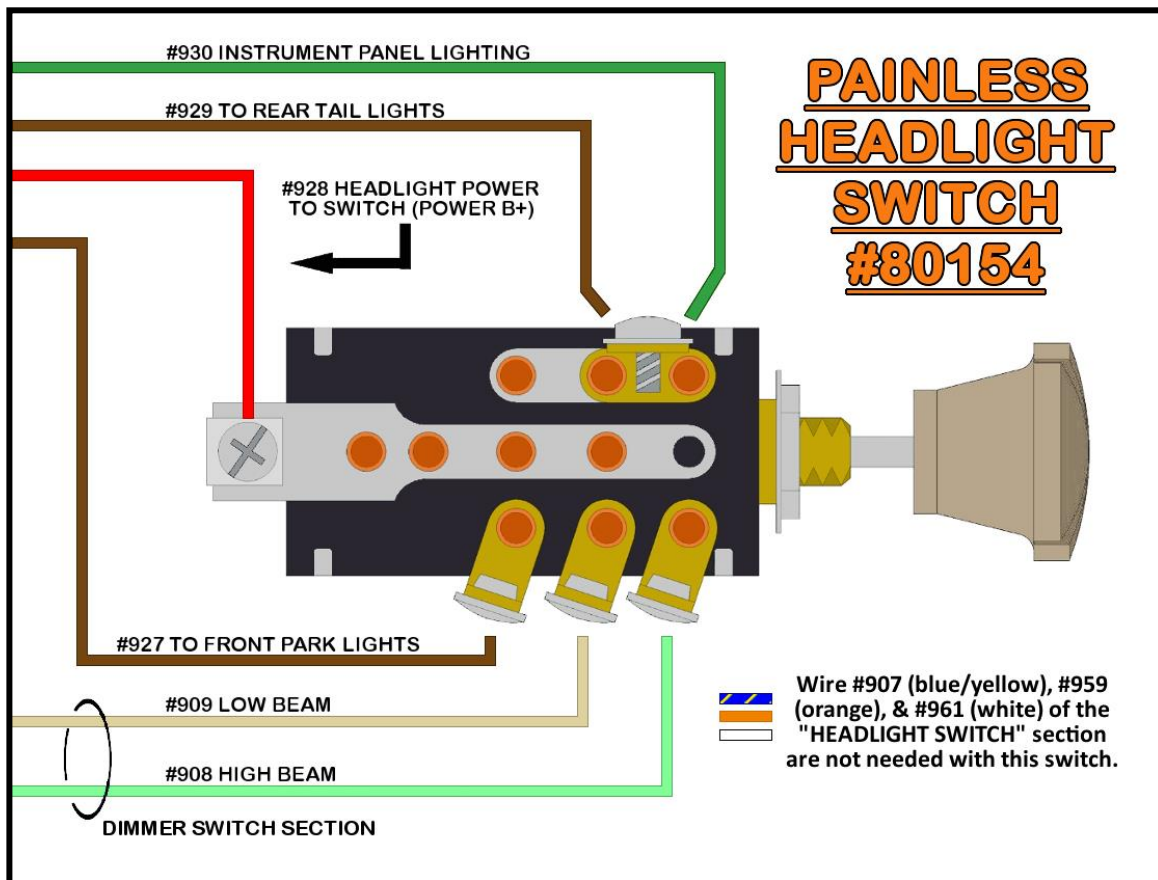 #930 INSTRUMENT PANEL LIGHTING
PAINLESS
HEADLIGHT
SWITCH
#80154
#929 TO REAR TAIL LIGHTS
#928 HEADLIGHT POWER
TO SWITCH (POWER B+)
#927 TO FRONT PARK LIGHTS
#909 LOW BEAM
#908 HIGH BEAM
DIMMER SWITCH SECTION
Wire #907 (blue/yellow), #959
(orange), & #961 (white) of the
"HEADLIGHT SWITCH" section
are not needed with this switch.